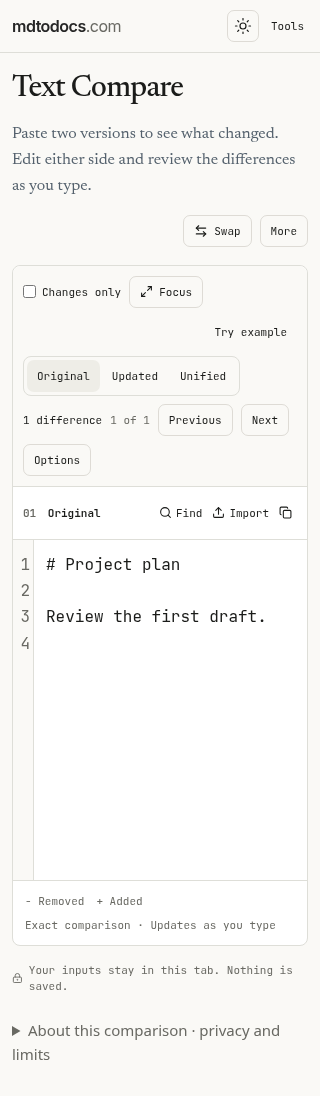 mdtodocs.com
Tools
Text Compare
Paste two versions to see what changed.
Edit either side and review the differences
as you type.
Swap
More
Changes only
Focus
Try example
Original
Updated
Unified
1 difference
1 of 1
Previous
Next
Options
01
Original
Find
Import
1
# Project plan
2
3
Review the first draft.
4
- Removed
+ Added
Exact comparison · Updates as you type
Your inputs stay in this tab. Nothing is
saved.
About this comparison · privacy and
limits